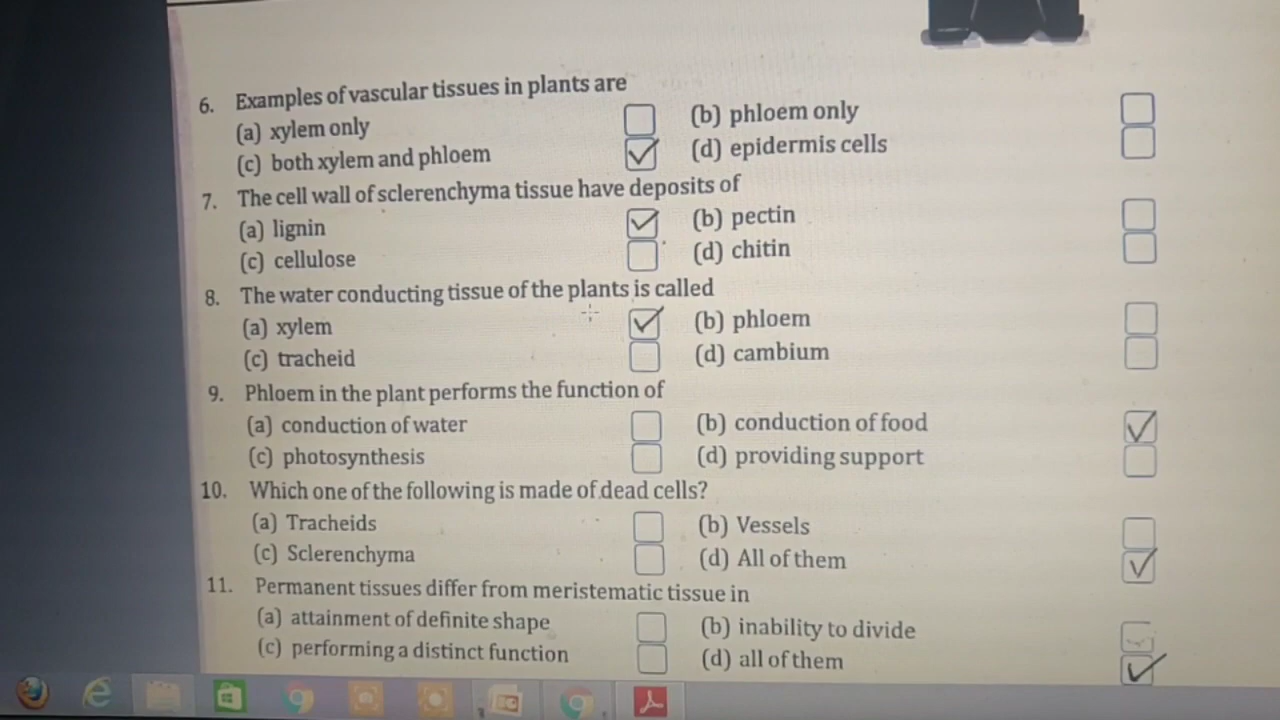 6. Examples of vascular tissues in plants are
(a) xylem only (b) phloem only
(c) both xylem and phloem (d) epidermis cells
7. The cell wall of sclerenchyma tissue have deposits of
(a) lignin (b) pectin
(c) cellulose (d) chitin
8. The water conducting tissue of the plants is called
(a) xylem (b) phloem
(c) tracheid (d) cambium
9. Phloem in the plant performs the function of
(a) conduction of water (b) conduction of food
(c) photosynthesis (d) providing support
10. Which one of the following is made of dead cells?
(a) Tracheids (b) Vessels
(c) Sclerenchyma (d) All of them
11. Permanent tissues differ from meristematic tissue in
(a) attainment of definite shape (b) inability to divide
(c) performing a distinct function (d) all of them